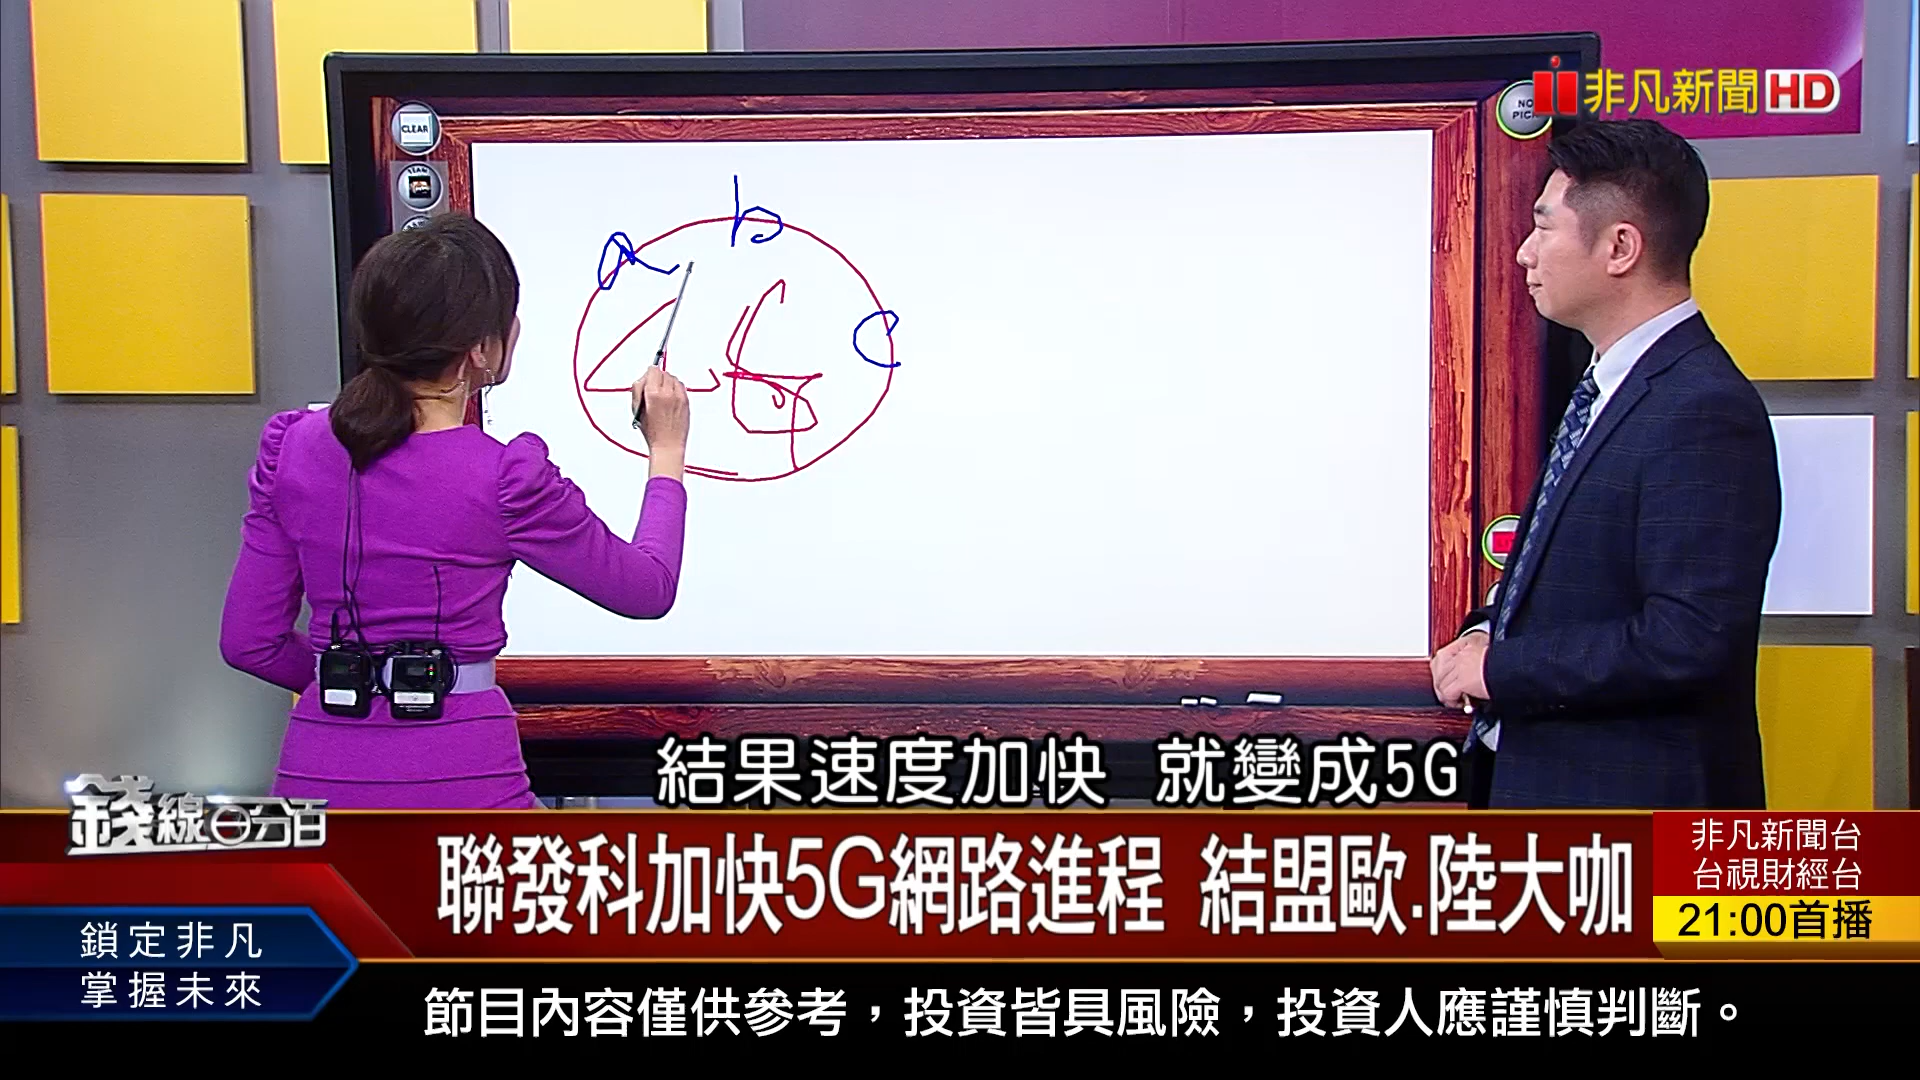 非凡新聞HD
NO
PICK
CLEAR
a
b
c
4G
結果速度加快 就變成5G
錢線百分百
聯發科加快5G網路進程 結盟歐.陸大咖
非凡新聞台
台視財經台
21:00首播
鎖定非凡
掌握未來
節目內容僅供參考，投資皆具風險，投資人應謹慎判斷。